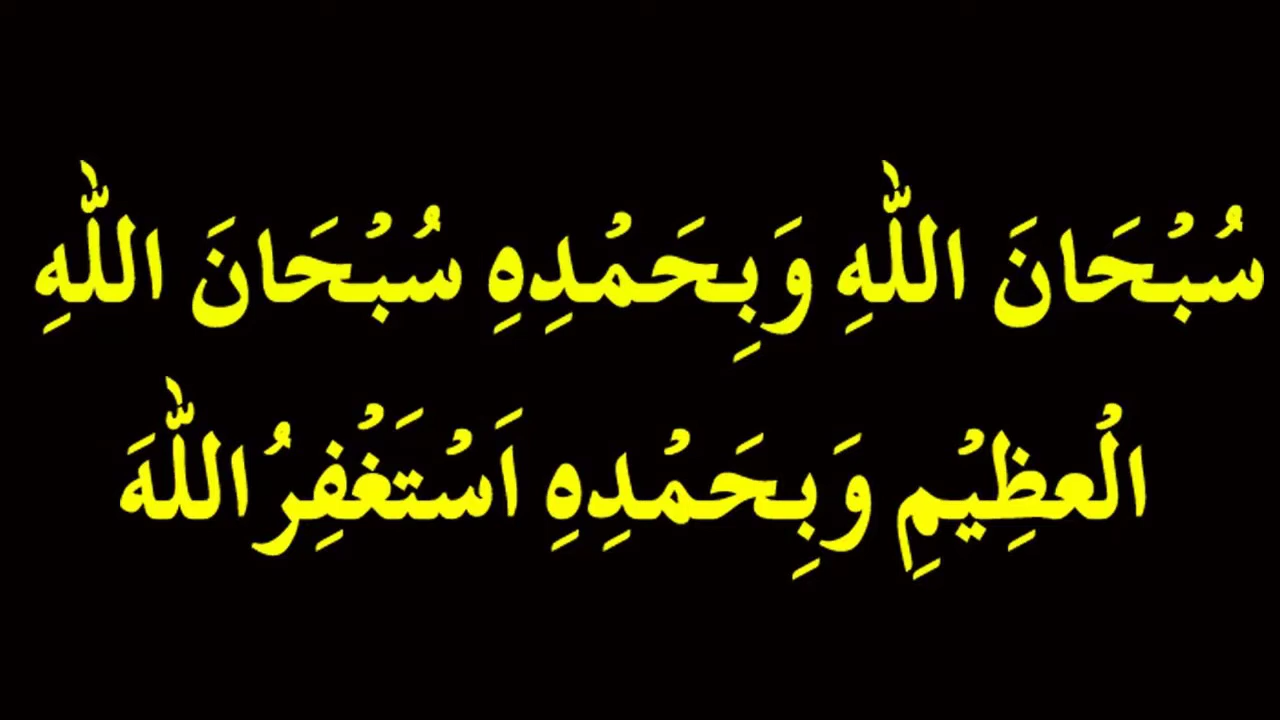 سُبْحَانَ اللّٰهِ وَبِحَمْدِهِ سُبْحَانَ اللّٰهِ
الْعظِيْمِ وَبِحَمْدِهِ اَسْتَغْفِرُاللّٰهَ